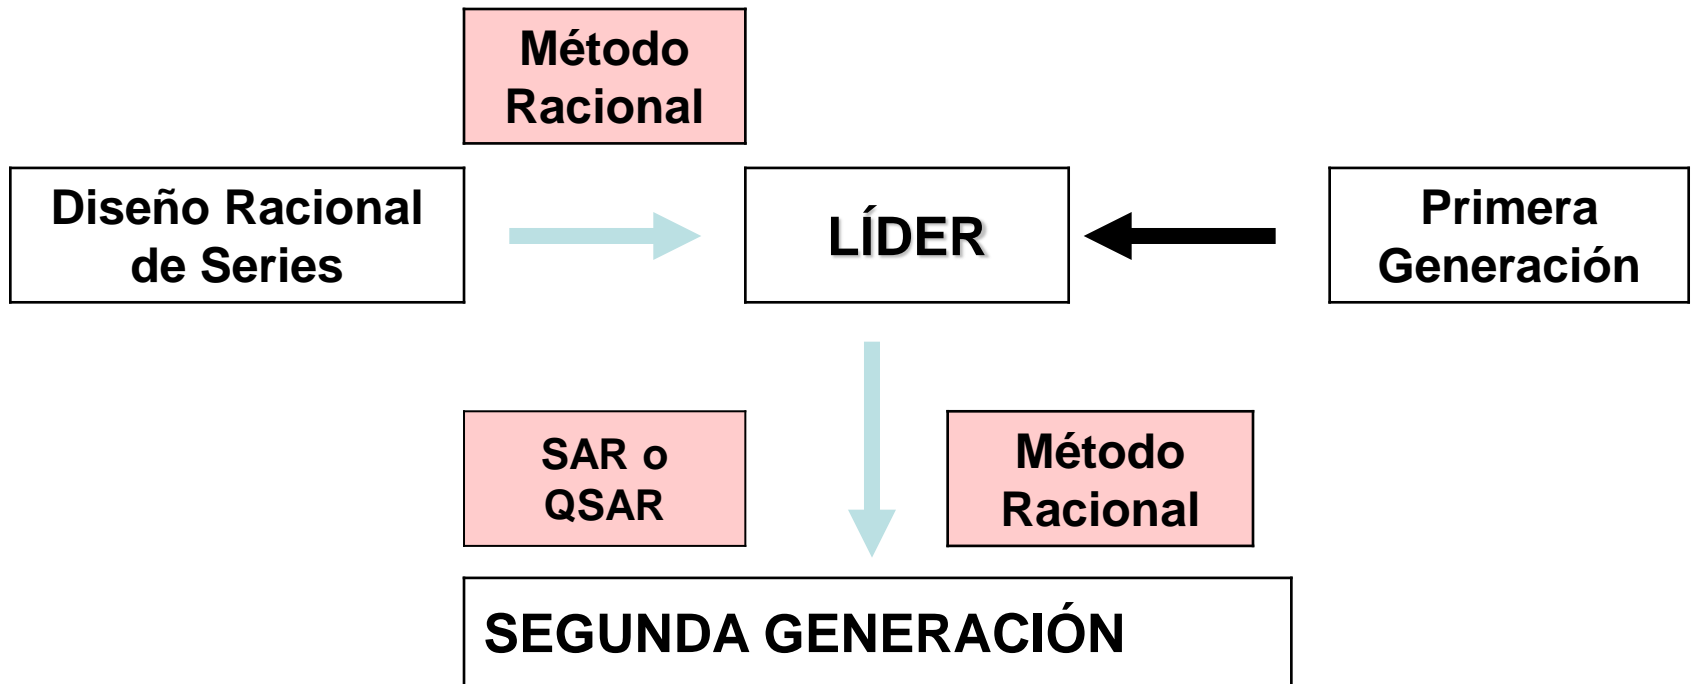 Método
Racional
Diseño Racional
de Series
LÍDER
Primera
Generación
SAR o
QSAR
Método
Racional
SEGUNDA GENERACIÓN